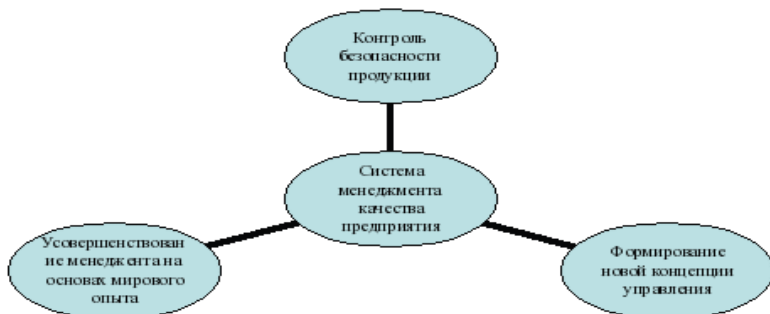 Контроль
безопасности
продукции
Система
менеджмента
качества
предприятия
Усовершенствован
ие менеджента на
основах мирового
опыта
Формирование
новой концепции
управления